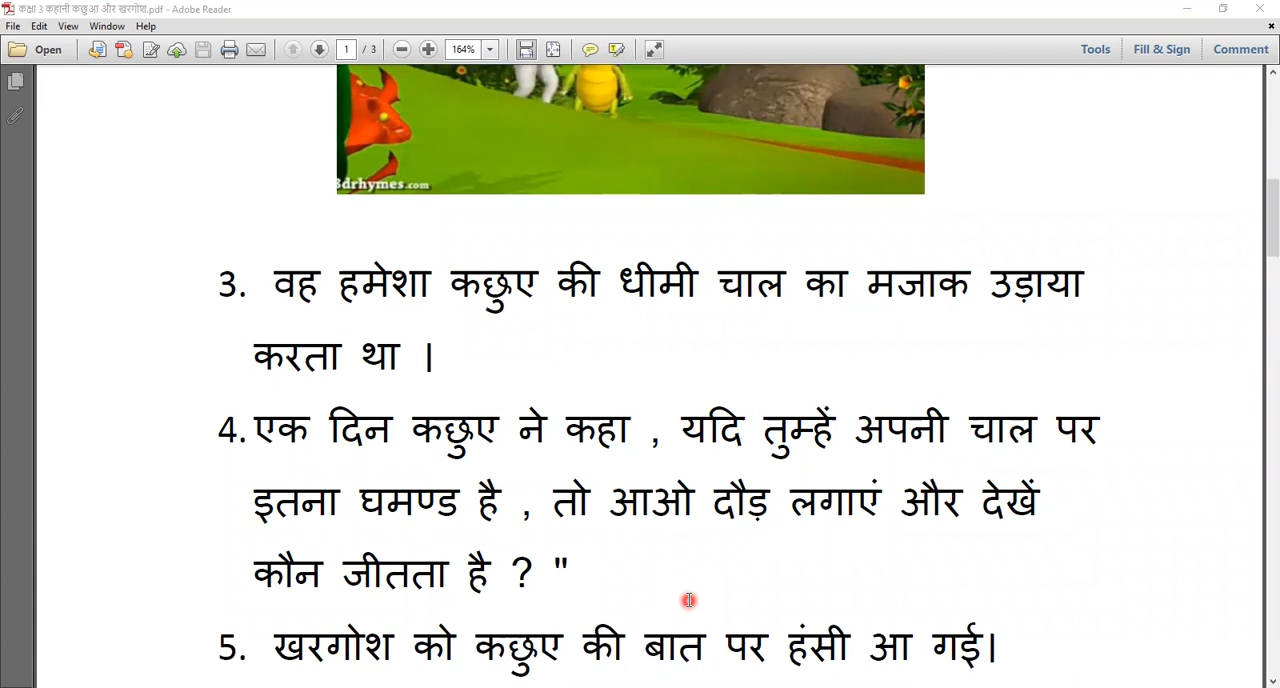 कक्षा 3 कहानी कछुआ और खरगोश.pdf - Adobe Reader
File Edit View Window Help
Open 1 / 3 164% Tools Fill & Sign Comment
3drhymes.com
3. वह हमेशा कछुए की धीमी चाल का मजाक उड़ाया
करता था ।
4. एक दिन कछुए ने कहा , यदि तुम्हें अपनी चाल पर
इतना घमण्ड है , तो आओ दौड़ लगाएं और देखें
कौन जीतता है ? "
5. खरगोश को कछुए की बात पर हंसी आ गई।